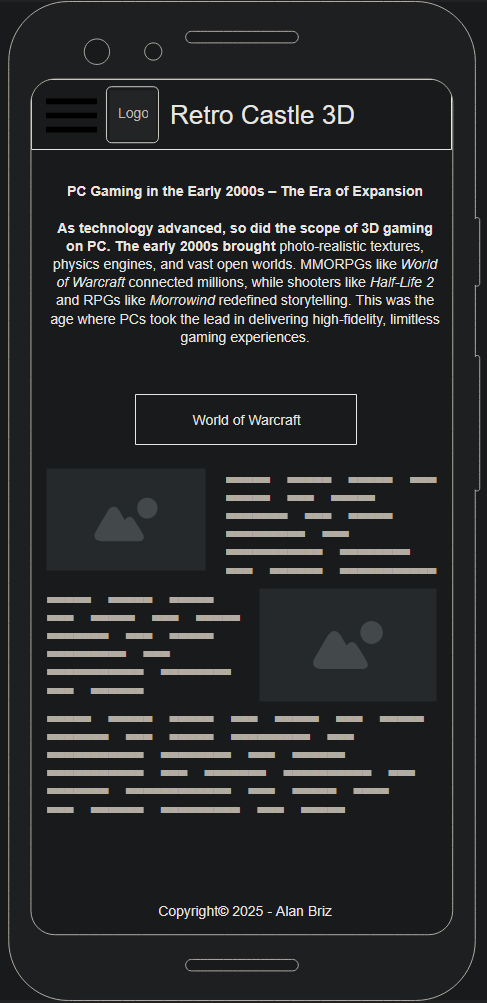 Logo
Retro Castle 3D
PC Gaming in the Early 2000s – The Era of Expansion
As technology advanced, so did the scope of 3D gaming
on PC. The early 2000s brought photo-realistic textures,
physics engines, and vast open worlds. MMORPGs like World
of Warcraft connected millions, while shooters like Half-Life 2
and RPGs like Morrowind redefined storytelling. This was the
age where PCs took the lead in delivering high-fidelity, limitless
gaming experiences.
World of Warcraft
Copyright© 2025 - Alan Briz